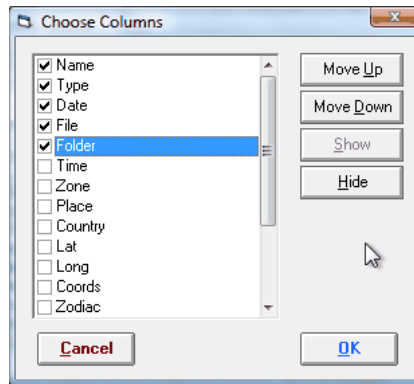 Choose Columns
Name
Type
Date
File
Folder
Time
Zone
Place
Country
Lat
Long
Coords
Zodiac
Move Up
Move Down
Show
Hide
Cancel
OK